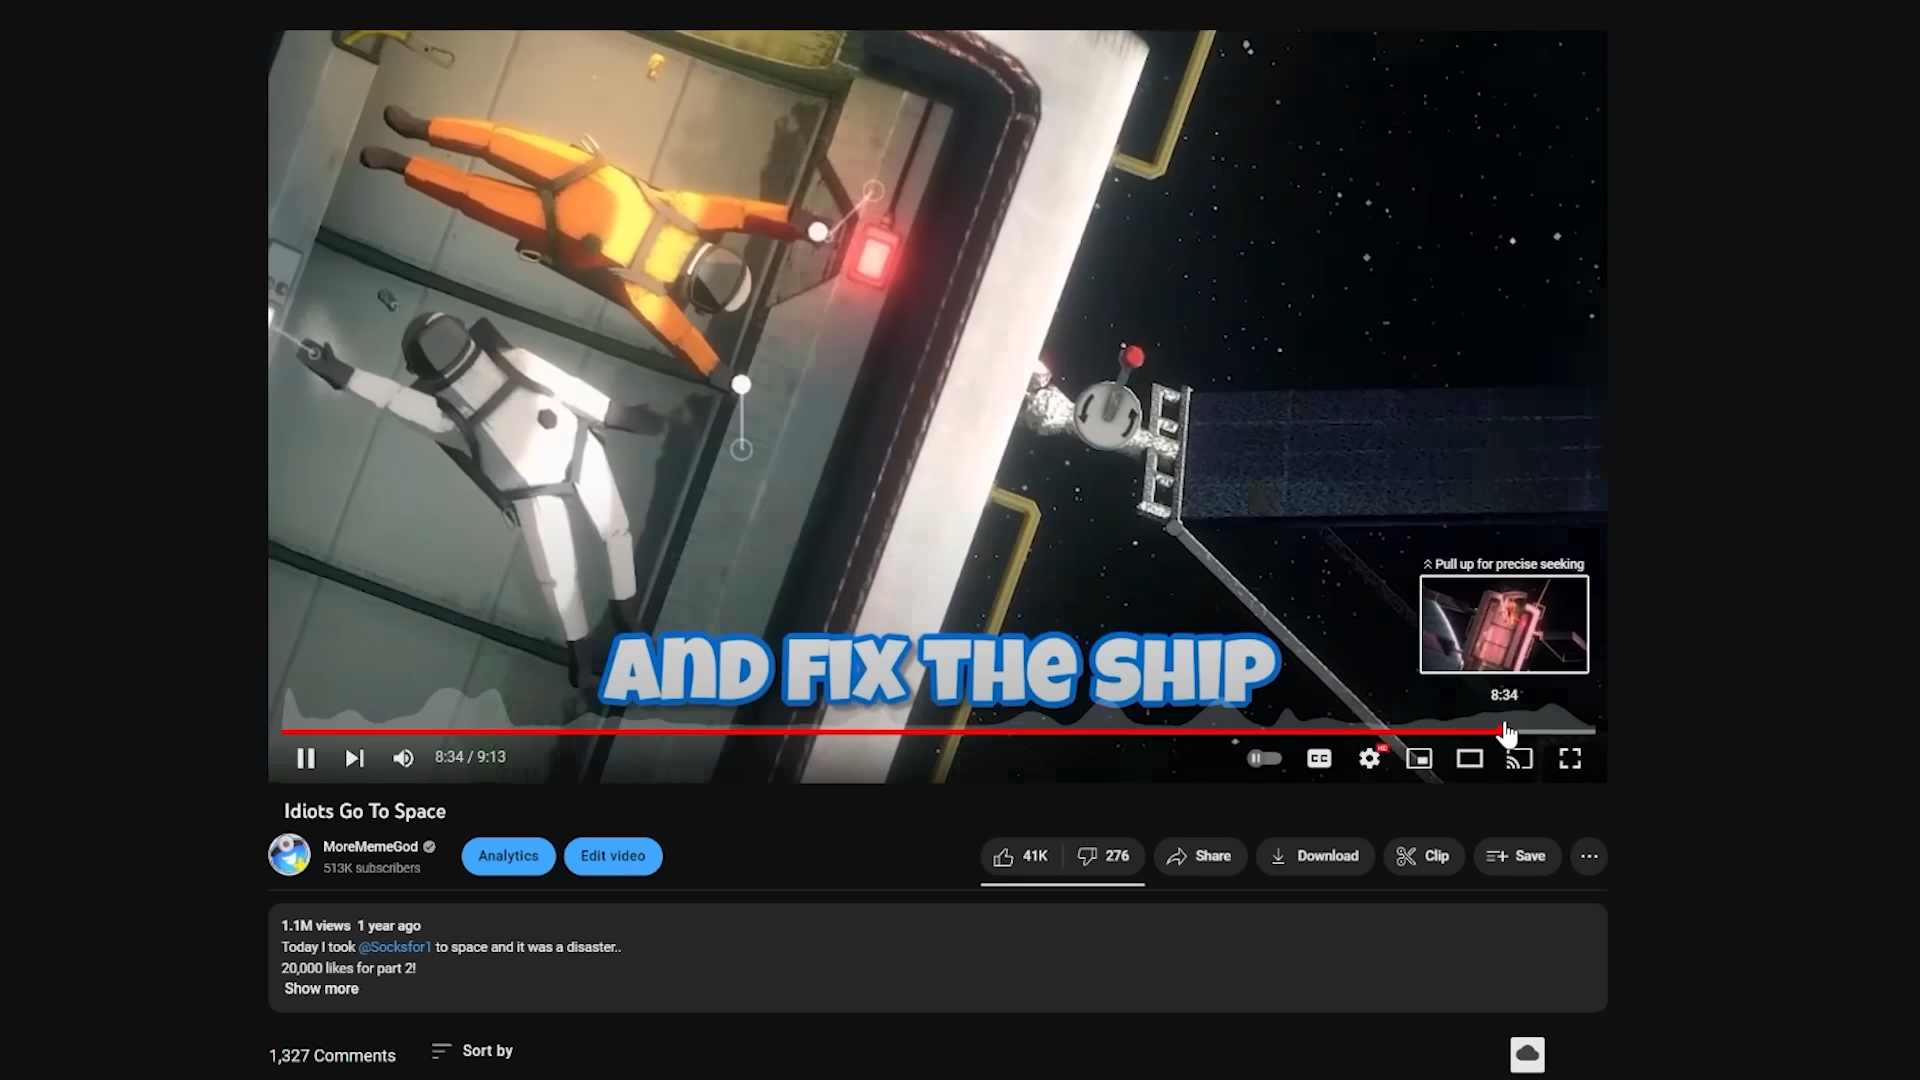 Pull up for precise seeking
AND FIX THE SHIP
8:34
8:34 / 9:13
CC
HD
Idiots Go To Space
MoreMemeGod
513K subscribers
Analytics
Edit video
41K
276
Share
Download
Clip
Save
1.1M views 1 year ago
Today I took @Socksfor1 to space and it was a disaster..
20,000 likes for part 2!
Show more
1,327 Comments
Sort by